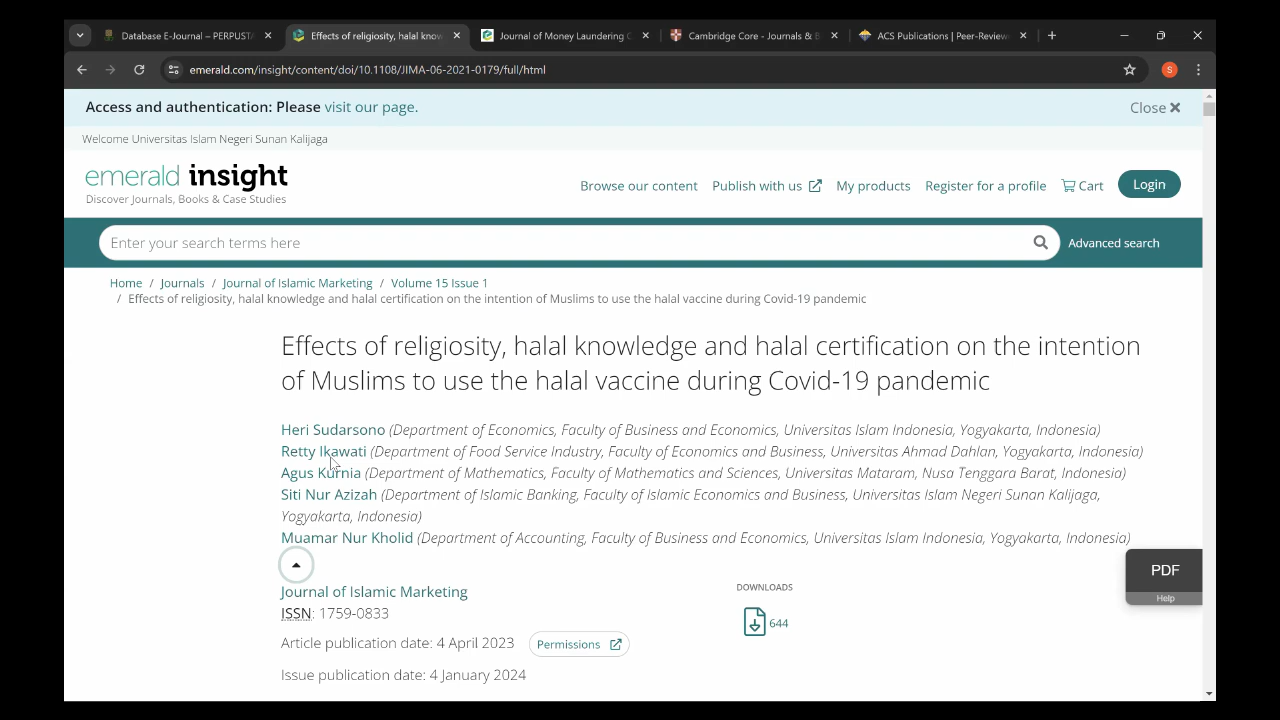 Database E-Journal – PERPUSTA
Effects of religiosity, halal know
Journal of Money Laundering C
Cambridge Core - Journals & B
ACS Publications | Peer-Review
emerald.com/insight/content/doi/10.1108/JIMA-06-2021-0179/full/html
S
Access and authentication: Please visit our page.
Close
Welcome Universitas Islam Negeri Sunan Kalijaga
emerald insight
Discover Journals, Books & Case Studies
Browse our content
Publish with us
My products
Register for a profile
Cart
Login
Enter your search terms here
Advanced search
Home / Journals / Journal of Islamic Marketing / Volume 15 Issue 1
/ Effects of religiosity, halal knowledge and halal certification on the intention of Muslims to use the halal vaccine during Covid-19 pandemic
Effects of religiosity, halal knowledge and halal certification on the intention
of Muslims to use the halal vaccine during Covid-19 pandemic
Heri Sudarsono (Department of Economics, Faculty of Business and Economics, Universitas Islam Indonesia, Yogyakarta, Indonesia)
Retty Ikawati (Department of Food Service Industry, Faculty of Economics and Business, Universitas Ahmad Dahlan, Yogyakarta, Indonesia)
Agus Kurnia (Department of Mathematics, Faculty of Mathematics and Sciences, Universitas Mataram, Nusa Tenggara Barat, Indonesia)
Siti Nur Azizah (Department of Islamic Banking, Faculty of Islamic Economics and Business, Universitas Islam Negeri Sunan Kalijaga,
Yogyakarta, Indonesia)
Muamar Nur Kholid (Department of Accounting, Faculty of Business and Economics, Universitas Islam Indonesia, Yogyakarta, Indonesia)
PDF
Help
Journal of Islamic Marketing
ISSN: 1759-0833
Article publication date: 4 April 2023
Permissions
Issue publication date: 4 January 2024
DOWNLOADS
644